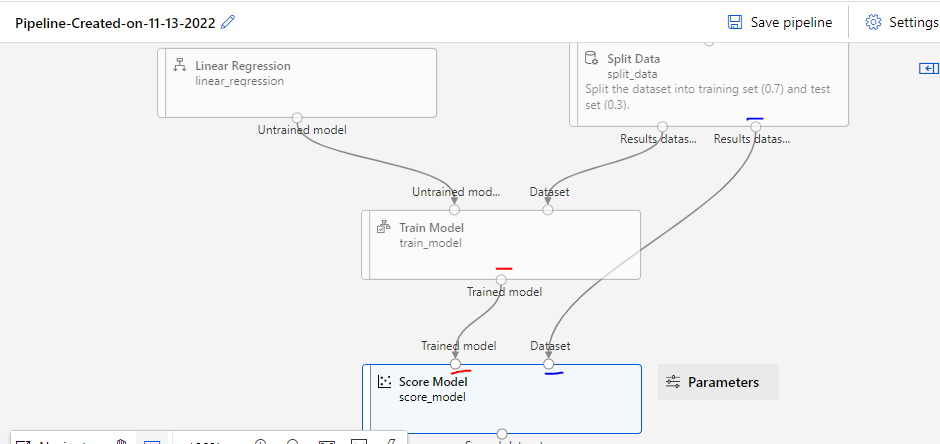 Pipeline-Created-on-11-13-2022
Save pipeline
Settings
Linear Regression
linear_regression
Untrained model
Split Data
split_data
Split the dataset into training set (0.7) and test
set (0.3).
Results datas...
Results datas...
Untrained mod...
Dataset
Train Model
train_model
Trained model
Trained model
Dataset
Score Model
score_model
Parameters